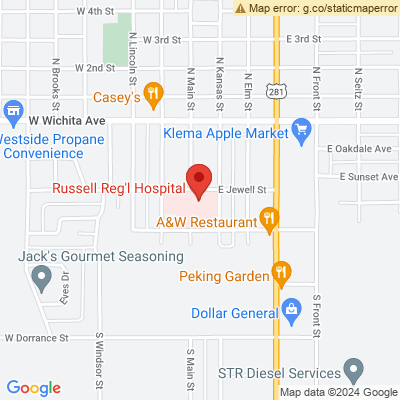 Map error: g.co/staticmaperror
W 4th St
N Lincoln St
N Main St
W 3rd St
E 3rd St
N Brooks St
W 2nd St
N Kansas St
N Elm St
N Front St
N Seitz St
Casey's
281
W Wichita Ave
Westside Propane
Convenience
Klema Apple Market
E Oakdale Ave
E Sunset Ave
Russell Reg'l Hospital
E Jewell St
A&W Restaurant
Jack's Gourmet Seasoning
Eves Dr
Peking Garden
Dollar General
S Front St
W Dorrance St
S Windson St
S Main St
STR Diesel Services
Google
Map data ©2024 Google